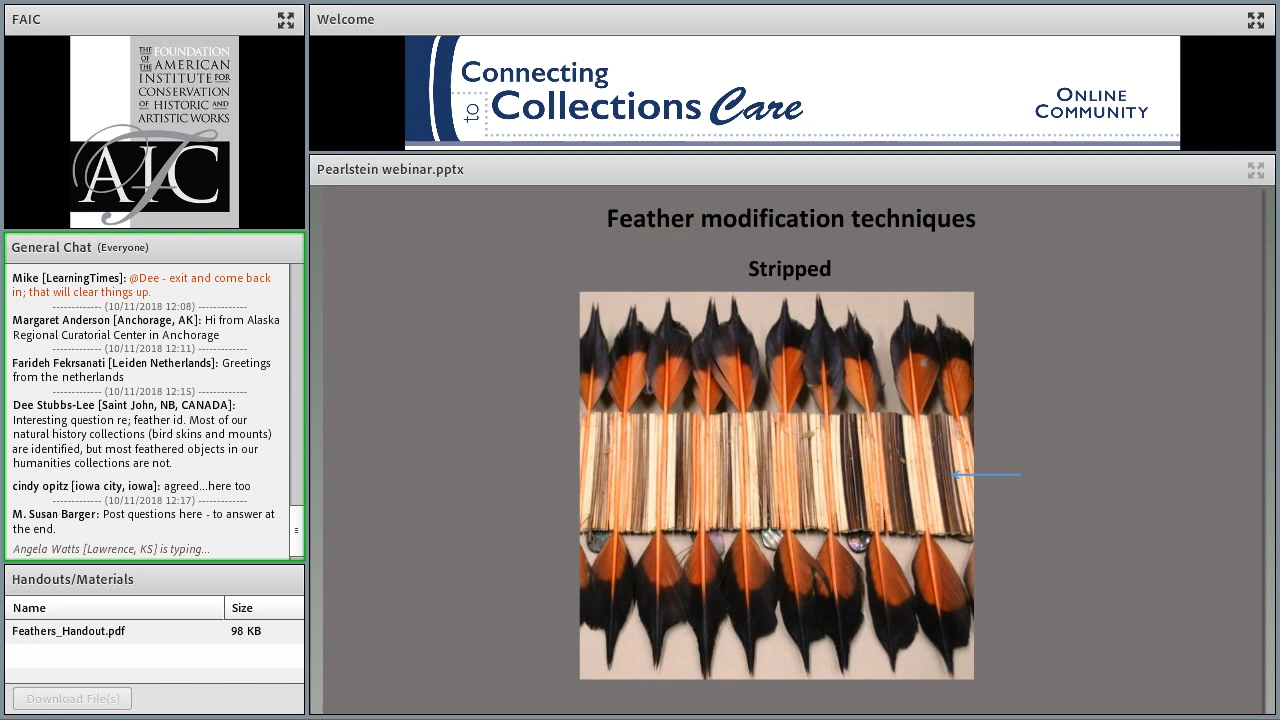 FAIC
THE FOUNDATION
OF THE AMERICAN
INSTITUTE FOR
CONSERVATION
OF HISTORIC AND
ARTISTIC WORKS
AIC
General Chat (Everyone)
Mike [LearningTimes]: @Dee - exit and come back
in; that will clear things up.
------------- (10/11/2018 12:08) -------------
Margaret Anderson [Anchorage, AK]: Hi from Alaska
Regional Curatorial Center in Anchorage
------------- (10/11/2018 12:11) -------------
Farideh Fekrsanati [Leiden Netherlands]: Greetings
from the netherlands
------------- (10/11/2018 12:15) -------------
Dee Stubbs-Lee [Saint John, NB, CANADA]:
Interesting question re; feather id. Most of our
natural history collections (bird skins and mounts)
are identified, but most feathered objects in our
humanities collections are not.
cindy opitz [iowa city, iowa]: agreed...here too
------------- (10/11/2018 12:17) -------------
M. Susan Barger: Post questions here - to answer at
the end.
Angela Watts [Lawrence, KS] is typing...
Handouts/Materials
Name Size
Feathers_Handout.pdf 98 KB
Download File(s)
Welcome
Connecting
to Collections Care
ONLINE
COMMUNITY
Pearlstein webinar.pptx
Feather modification techniques
Stripped